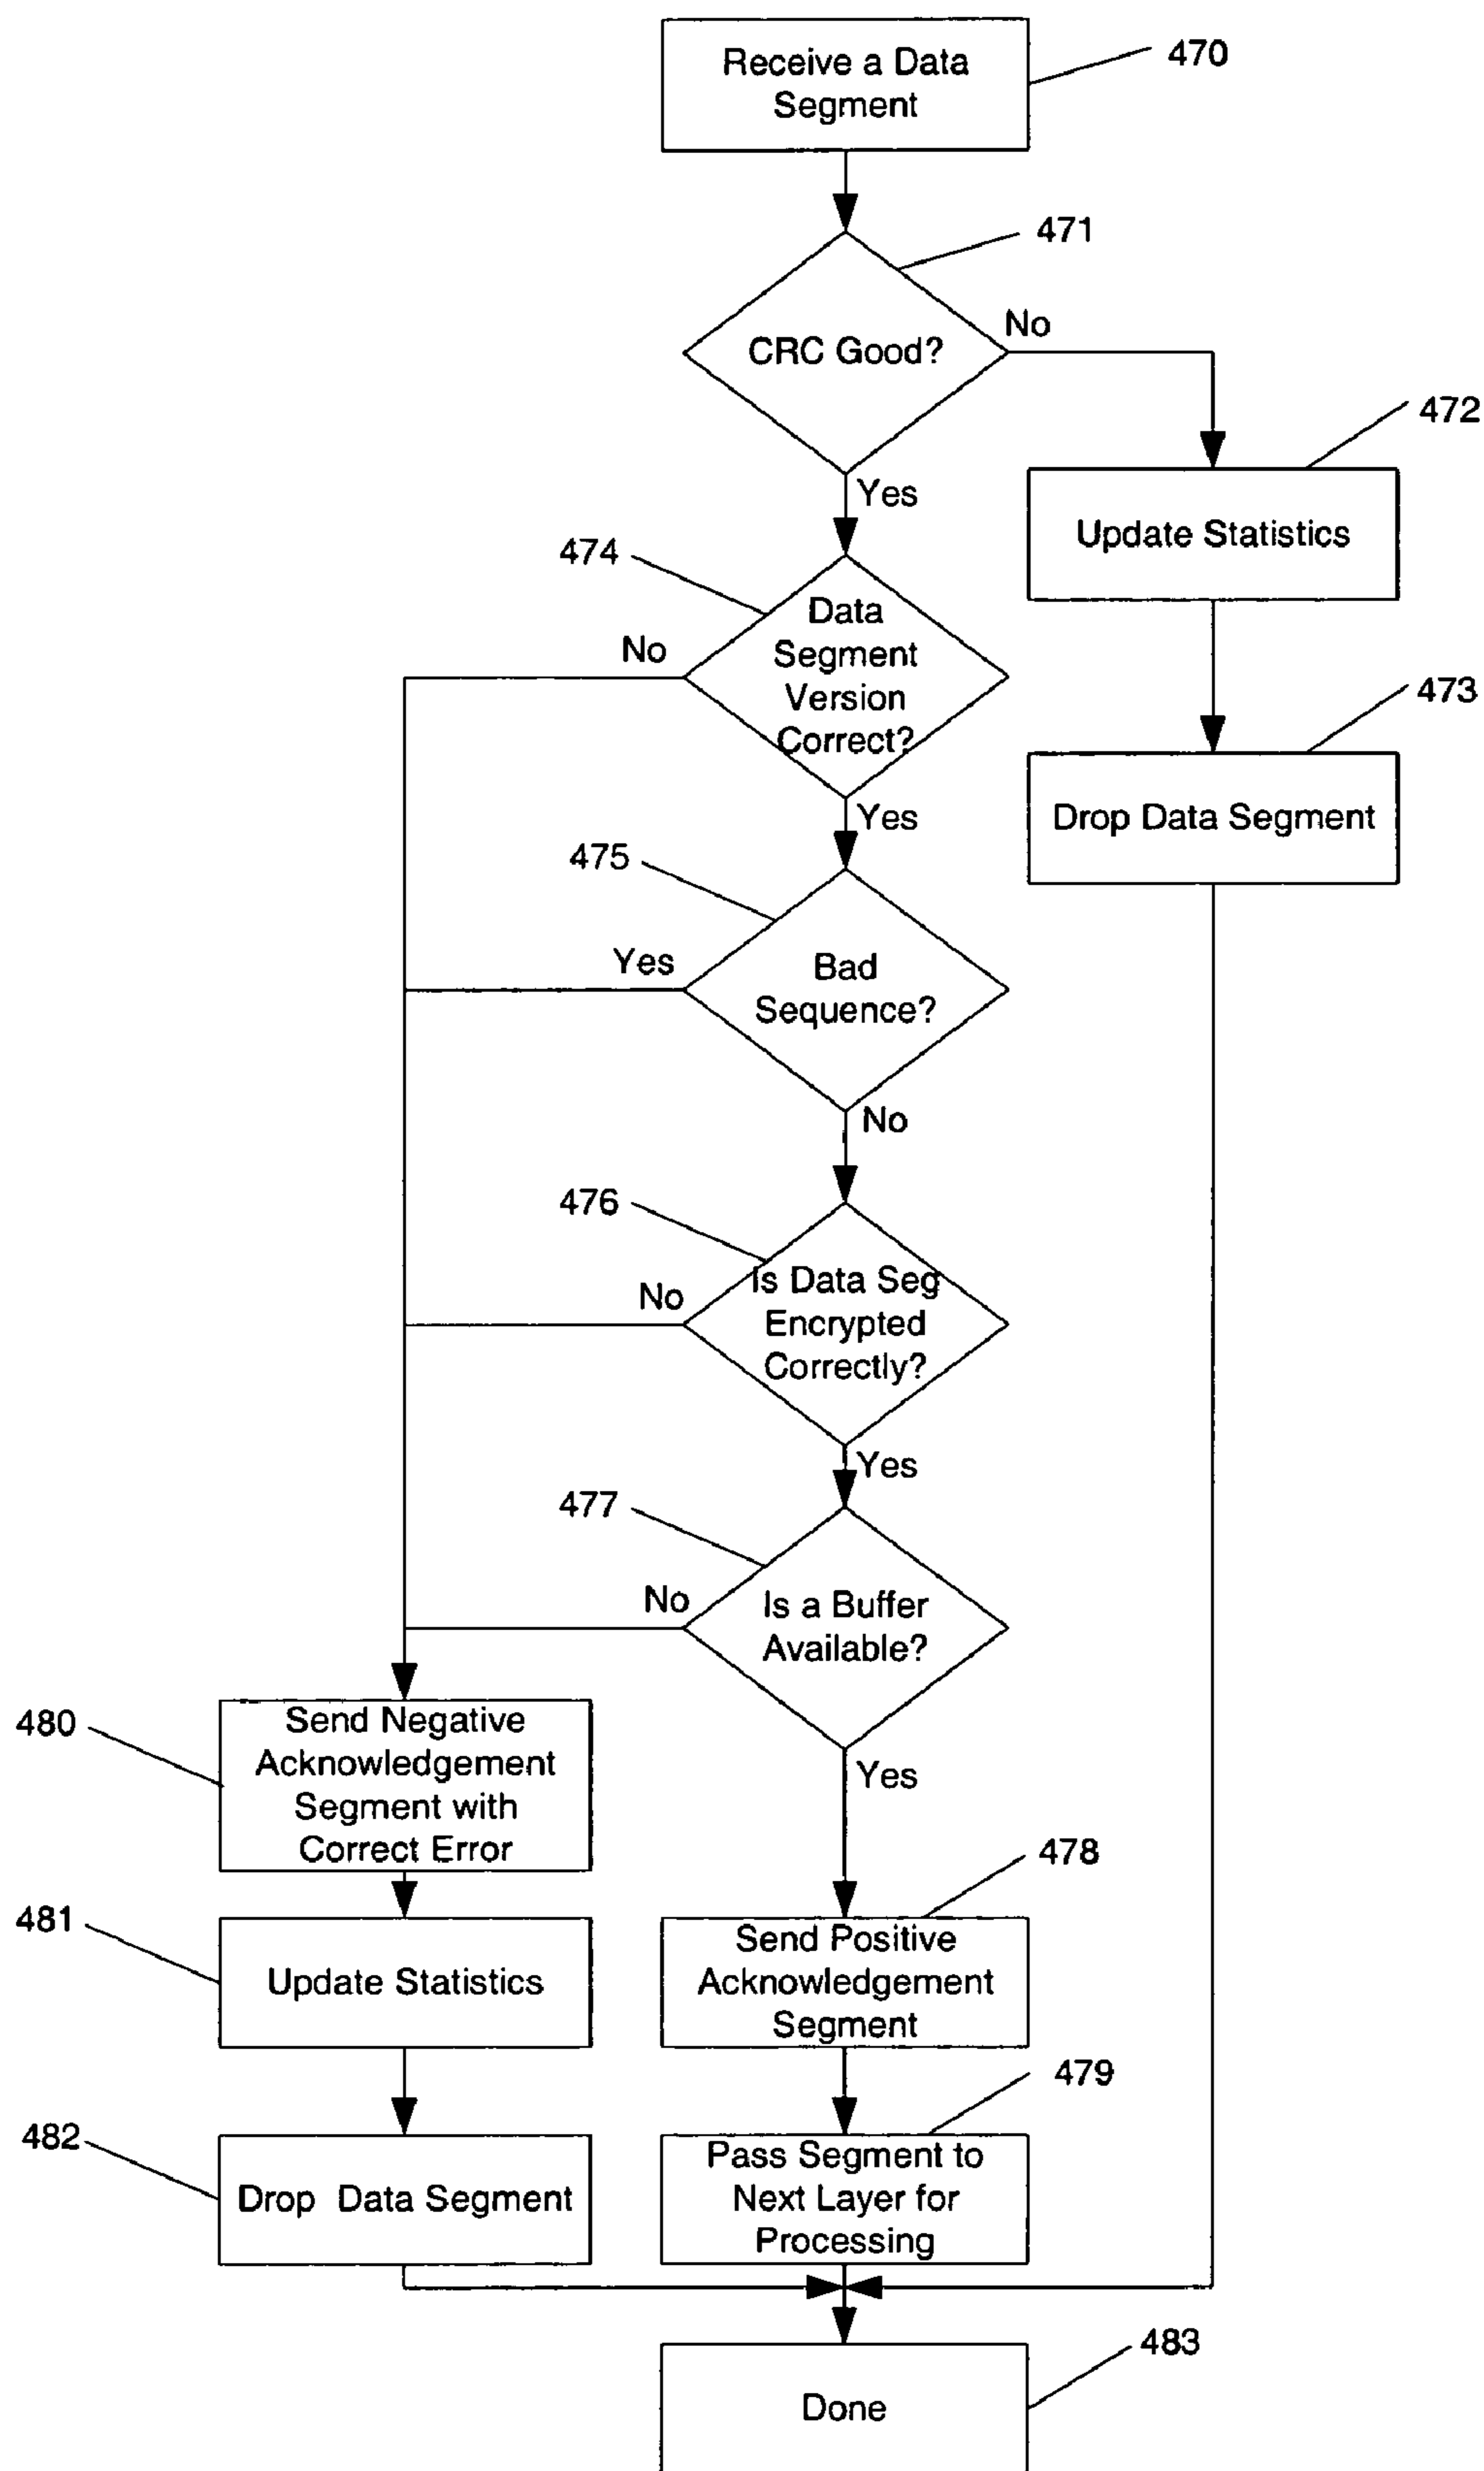 Receive a Data
Segment
470
471
CRC Good?
No
472
Yes
Update Statistics
474
Data
Segment
Version
Correct?
No
473
Drop Data Segment
Yes
475
Yes
Bad
Sequence?
No
476
Is Data Seg
Encrypted
Correctly?
No
Yes
477
No
Is a Buffer
Available?
Yes
480
Send Negative
Acknowledgement
Segment with
Correct Error
478
481
Update Statistics
Send Positive
Acknowledgement
Segment
479
482
Drop Data Segment
Pass Segment to
Next Layer for
Processing
483
Done